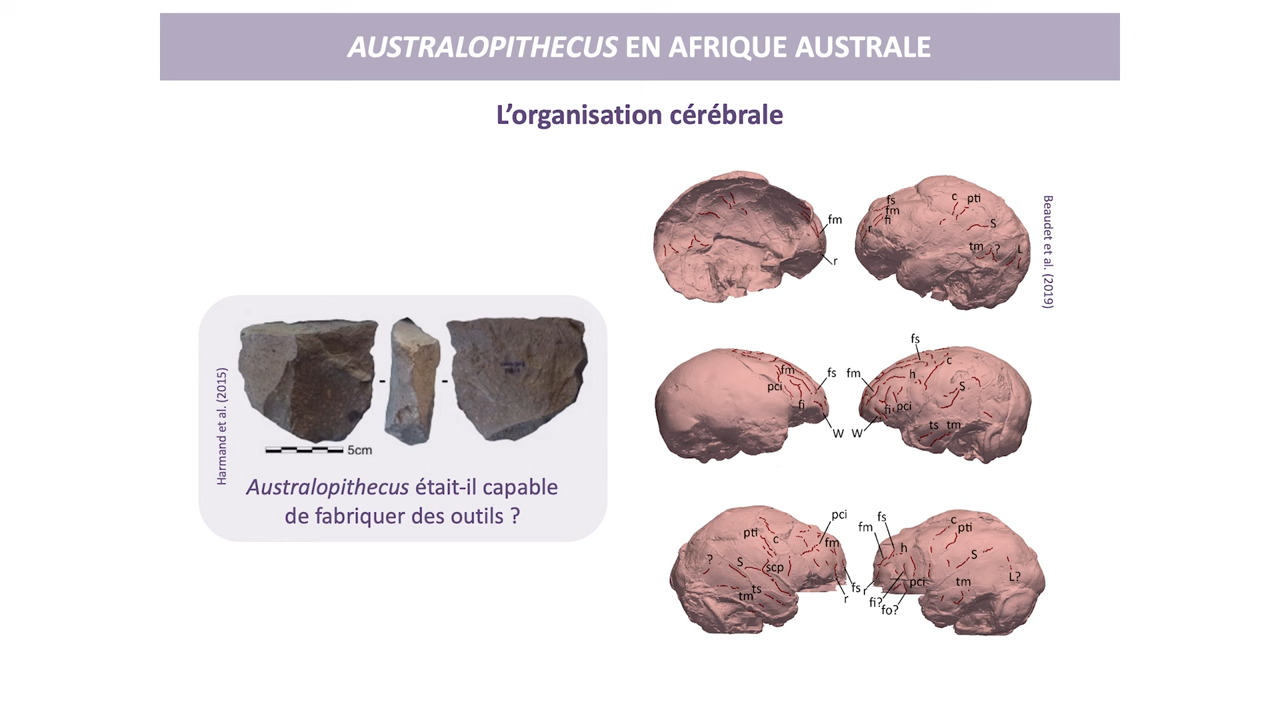 AUSTRALOPITHECUS EN AFRIQUE AUSTRALE
L’organisation cérébrale
Harmand et al. (2015)
5cm
Australopithecus était-il capable
de fabriquer des outils ?
Beaudet et al. (2019)
fm
r
fs
fm
fi
r
c
pti
S
tm
?
L
fm
pci
fi
fs
W
fs
fm
h
c
S
fi
pci
W
ts
tm
pci
pti
c
fm
?
S
scp
ts
tm
fs
r
fs
fm
h
c
pti
S
r
pci
tm
L?
fi?
fo?